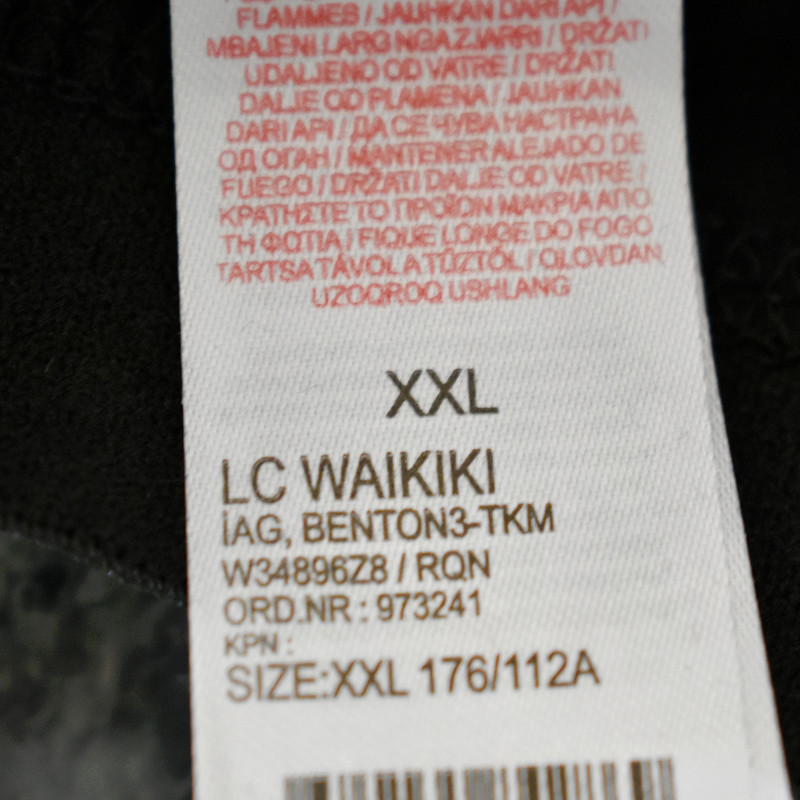 FLAMMES / JAUHKAN DARI API /
MBAJENI LARG NGA ZJARRI / DRŽATI
UDALJENO OD VATRE / DRŽATI
DALJE OD PLAMENA / JAUHKAN
DARI API / ДА СЕ ЧУВА НАСТРАНА
ОД ОГАН / MANTENER ALEJADO DE
FUEGO / DRŽATI DALJE OD VATRE /
ΚΡΑΤΗΣΤΕ ΤΟ ΠΡΟΪΟΝ ΜΑΚΡΙΑ ΑΠΟ
ΤΗ ΦΩΤΙΑ / FIQUE LONGE DO FOGO
TARTSA TÁVOL A TŰZTŐL / OLOVDAN
UZOQROQ USHLANG
XXL
LC WAIKIKI
İAG, BENTON3-TKM
W34896Z8 / RQN
ORD.NR : 973241
KPN :
SIZE:XXL 176/112A